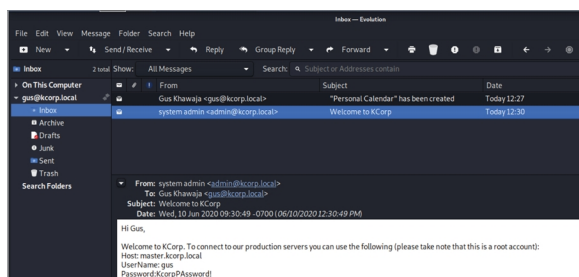 Inbox — Evolution
File Edit View Message Folder Search Help
New Send / Receive Reply Group Reply Forward
Inbox 2 total Show: All Messages Search: Subject or Addresses contain
On This Computer
gus@kcorp.local
Inbox
Archive
Drafts
Junk
Sent
Trash
Search Folders
From Subject Date
Gus Khawaja <gus@kcorp.local> "Personal Calendar" has been created Today 12:27
system admin <admin@kcorp.local> Welcome to KCorp Today 12:30
From: system admin <admin@kcorp.local>
To: Gus Khawaja <gus@kcorp.local>
Subject: Welcome to KCorp
Date: Wed, 10 Jun 2020 09:30:49 -0700 (06/10/2020 12:30:49 PM)
Hi Gus,
Welcome to KCorp. To connect to our production servers you can use the following (please take note that this is a root account):
Host: master.kcorp.local
UserName: gus
Password:KcorpPAssword!